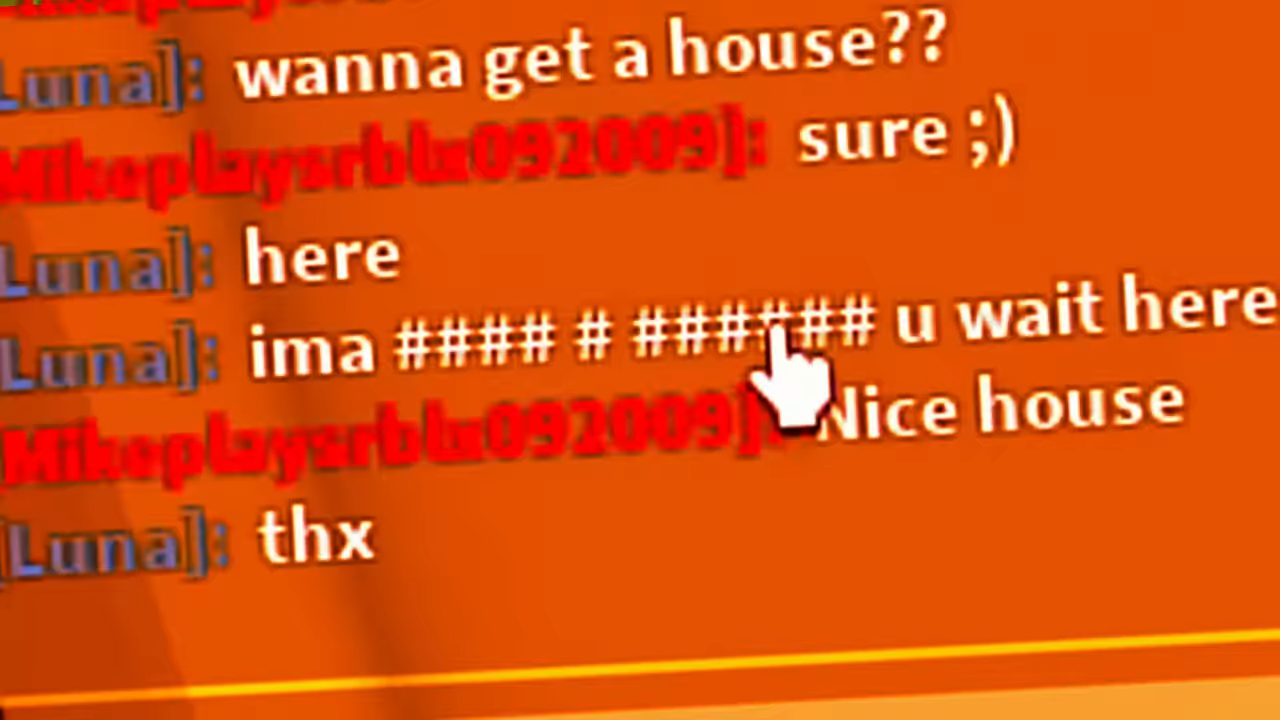 Luna]: wanna get a house??
Mikeplaysrblx092009]: sure ;)
Luna]: here
Luna]: ima #### # ###### u wait here
Mikeplaysrblx092009]: Nice house
[Luna]: thx